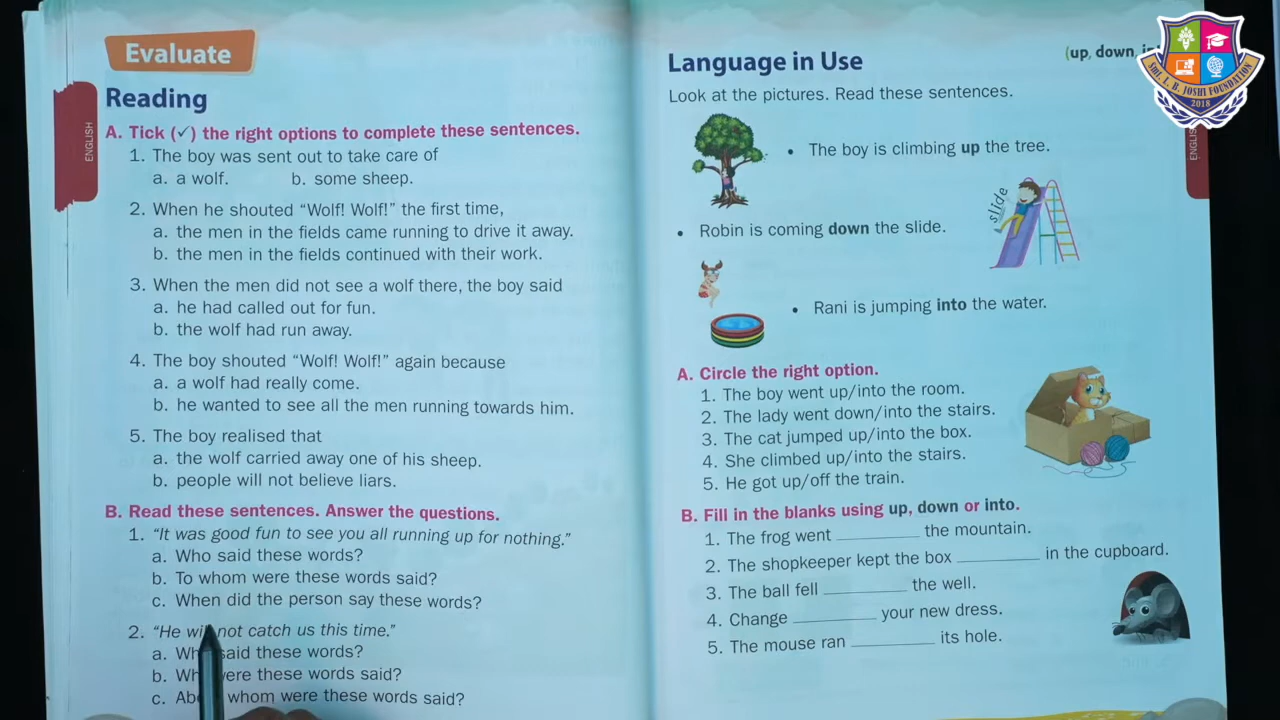 Evaluate
Reading
ENGLISH
A. Tick (✓) the right options to complete these sentences.
1. The boy was sent out to take care of
a. a wolf. b. some sheep.
2. When he shouted “Wolf! Wolf!” the first time,
a. the men in the fields came running to drive it away.
b. the men in the fields continued with their work.
3. When the men did not see a wolf there, the boy said
a. he had called out for fun.
b. the wolf had run away.
4. The boy shouted “Wolf! Wolf!” again because
a. a wolf had really come.
b. he wanted to see all the men running towards him.
5. The boy realised that
a. the wolf carried away one of his sheep.
b. people will not believe liars.
B. Read these sentences. Answer the questions.
1. “It was good fun to see you all running up for nothing.”
a. Who said these words?
b. To whom were these words said?
c. When did the person say these words?
2. “He not catch us this time.”
a. said these words?
b. these words said?
c. whom were these words said?
Language in Use
(up, down,
Look at the pictures. Read these sentences.
• The boy is climbing up the tree.
slide
• Robin is coming down the slide.
• Rani is jumping into the water.
A. Circle the right option.
1. The boy went up/into the room.
2. The lady went down/into the stairs.
3. The cat jumped up/into the box.
4. She climbed up/into the stairs.
5. He got up/off the train.
B. Fill in the blanks using up, down or into.
1. The frog went ________ the mountain.
2. The shopkeeper kept the box ________ in the cupboard.
3. The ball fell ________ the well.
4. Change ________ your new dress.
5. The mouse ran ________ its hole.
ENGLISH
SMT. L. B. JOSHI FOUNDATION
2018